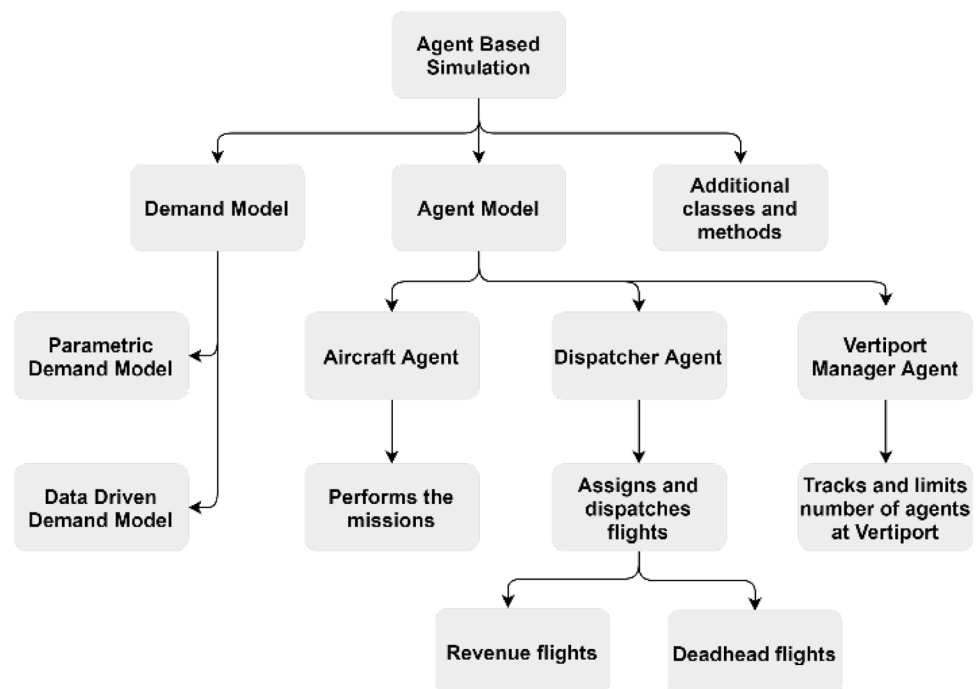 Agent Based
Simulation
Demand Model
Agent Model
Additional
classes and
methods
Parametric
Demand Model
Aircraft Agent
Dispatcher Agent
Vertiport
Manager Agent
Data Driven
Demand Model
Performs the
missions
Assigns and
dispatches
flights
Tracks and limits
number of agents
at Vertiport
Revenue flights
Deadhead flights